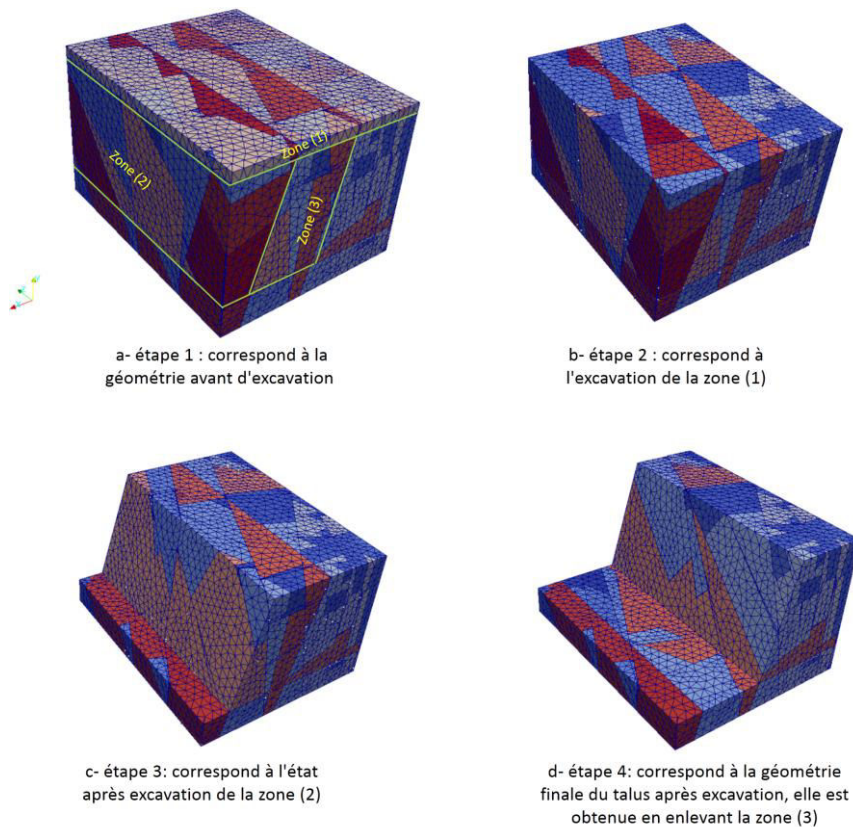 Zone (1)
Zone (2)
Zone (3)
a- étape 1 : correspond à la
géométrie avant d'excavation
b- étape 2 : correspond à
l'excavation de la zone (1)
c- étape 3: correspond à l'état
après excavation de la zone (2)
d- étape 4: correspond à la géométrie
finale du talus après excavation, elle est
obtenue en enlevant la zone (3)